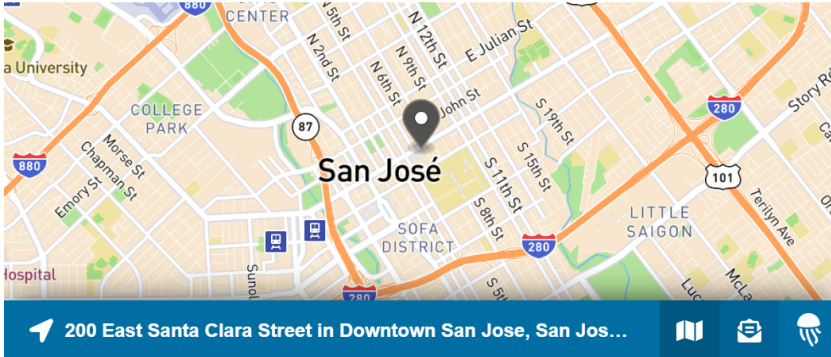 880
CENTER
N 5th St
N 12th St
E Julian St
N 2nd St
N 9th St
N 6th St
a University
John St
Story Rd
COLLEGE
PARK
87
S 19th St
280
880
Morse St
Chapman St
Emory St
San José
S 11th St
S 15th St
101
S 8th St
Terilyn Ave
SOFA
DISTRICT
LITTLE
SAIGON
280
Hospital
280
S 5t
200 East Santa Clara Street in Downtown San Jose, San Jos…